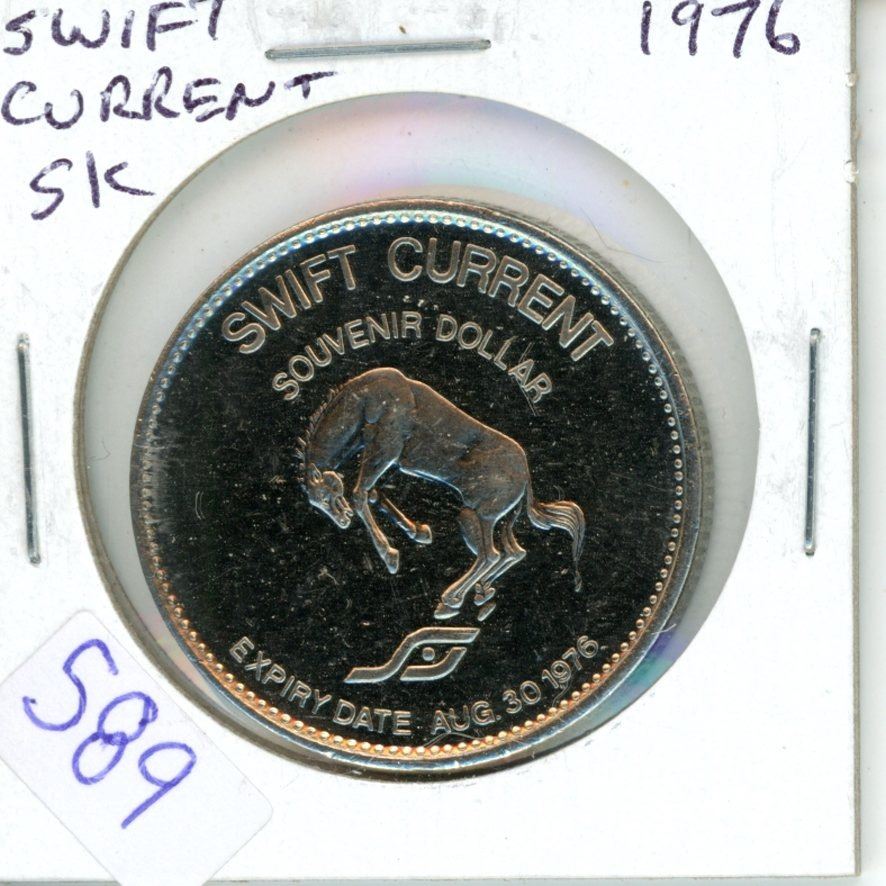 SWIFT 1976
CURRENT
SK
SWIFT CURRENT
SOUVENIR DOLLAR
EXPIRY DATE AUG. 30 1976
589